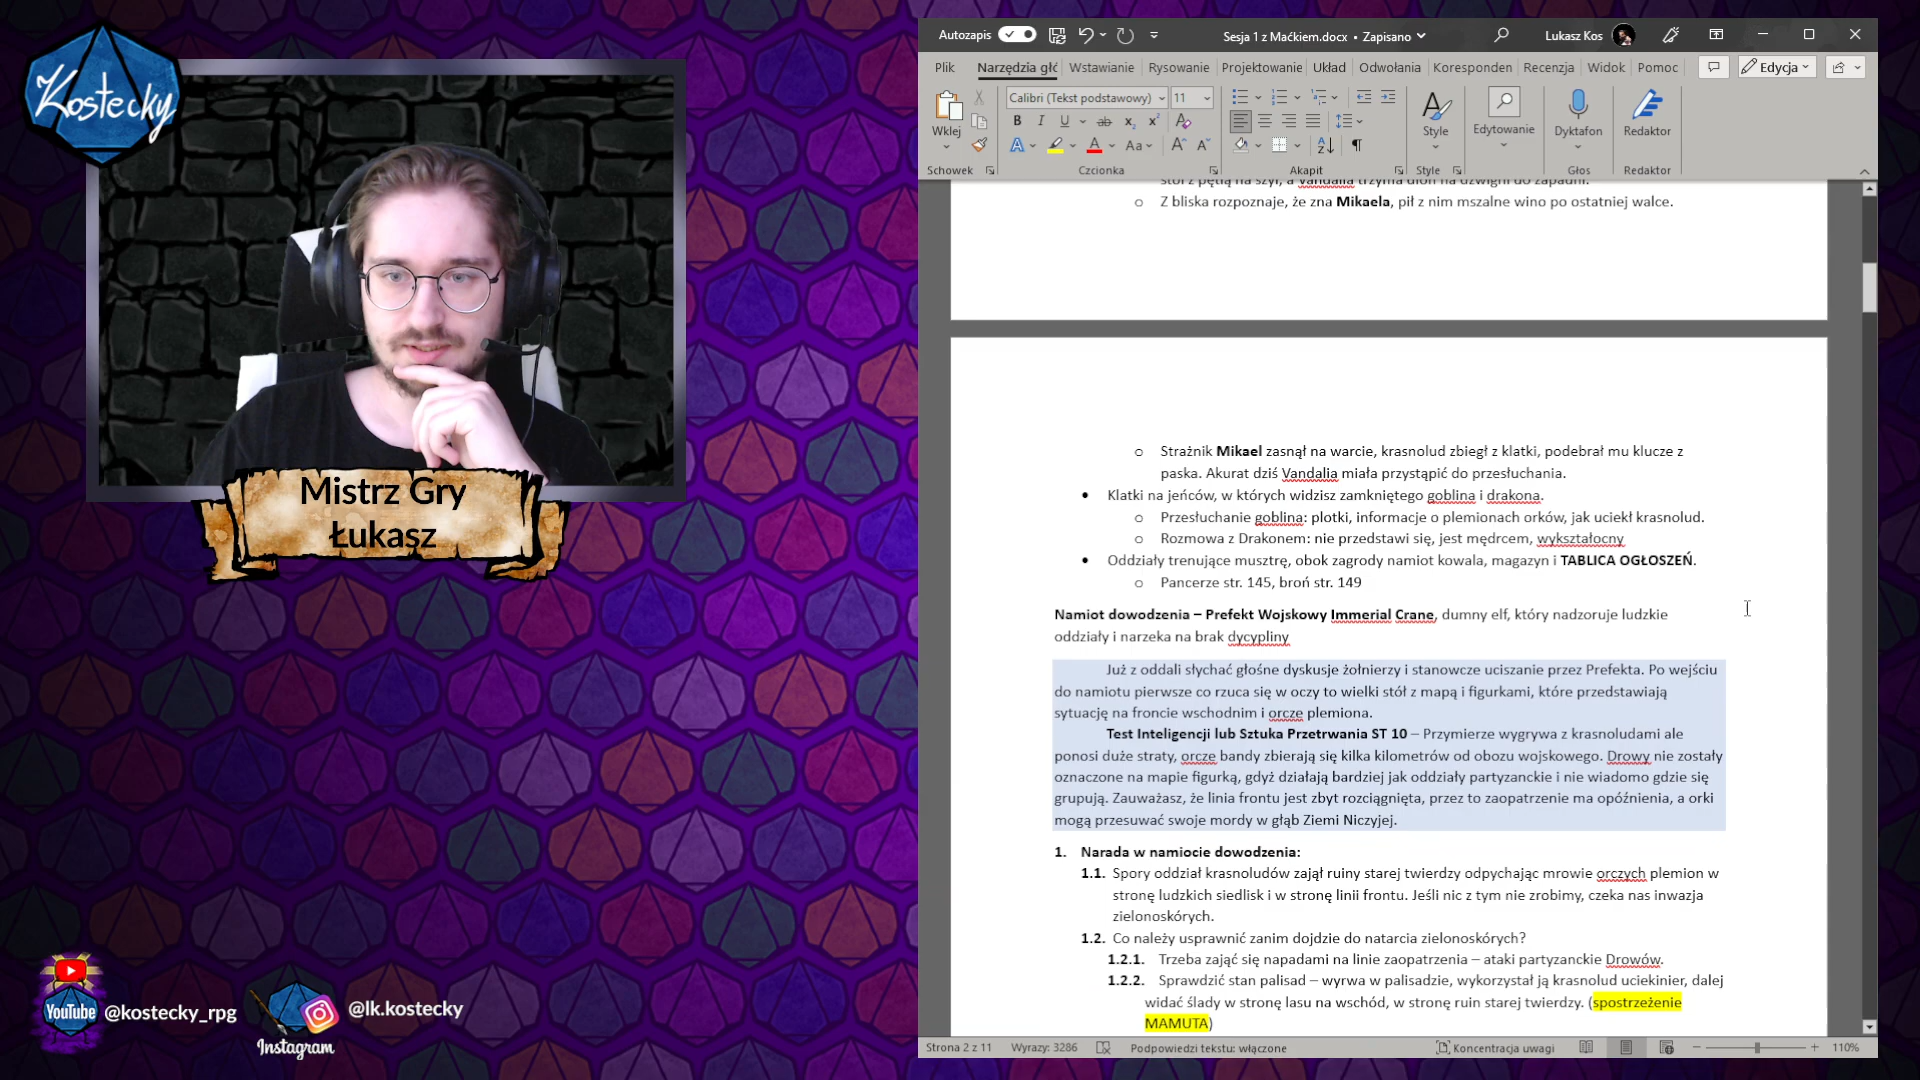 Kostecky
Mistrz Gry
Łukasz
YouTube
@kostecky_rpg
Instagram
@lk.kostecky
Autozapis
Sesja 1 z Maćkiem.docx • Zapisano
Lukasz Kos
Plik
Narzędzia głó
Wstawianie
Rysowanie
Projektowanie
Układ
Odwołania
Koresponden
Recenzja
Widok
Pomoc
Edycja
Wklej
Calibri (Tekst podstawowy)
11
Style
Edytowanie
Dyktafon
Redaktor
Schowek
Czcionka
Akapit
Style
Głos
Redaktor
stoi z pętlą na szyi, a Vandalia trzyma dłoń na dźwigni do zapadni.
o Z bliska rozpoznaje, że zna Mikaela, pił z nim mszalne wino po ostatniej walce.
o Strażnik Mikael zasnął na warcie, krasnolud zbiegł z klatki, podebrał mu klucze z
paska. Akurat dziś Vandalia miała przystąpić do przesłuchania.
• Klatki na jeńców, w których widzisz zamkniętego goblina i drakona.
o Przesłuchanie goblina: plotki, informacje o plemionach orków, jak uciekł krasnolud.
o Rozmowa z Drakonem: nie przedstawi się, jest mędrcem, wykształocny
• Oddziały trenujące musztrę, obok zagrody namiot kowala, magazyn i TABLICA OGŁOSZEŃ.
o Pancerze str. 145, broń str. 149
Namiot dowodzenia – Prefekt Wojskowy Immerial Crane, dumny elf, który nadzoruje ludzkie
oddziały i narzeka na brak dycypliny
Już z oddali słychać głośne dyskusje żołnierzy i stanowcze uciszanie przez Prefekta. Po wejściu
do namiotu pierwsze co rzuca się w oczy to wielki stół z mapą i figurkami, które przedstawiają
sytuację na froncie wschodnim i orcze plemiona.
Test Inteligencji lub Sztuka Przetrwania ST 10 – Przymierze wygrywa z krasnoludami ale
ponosi duże straty, orcze bandy zbierają się kilka kilometrów od obozu wojskowego. Drowy nie zostały
oznaczone na mapie figurką, gdyż działają bardziej jak oddziały partyzanckie i nie wiadomo gdzie się
grupują. Zauważasz, że linia frontu jest zbyt rozciągnięta, przez to zaopatrzenie ma opóźnienia, a orki
mogą przesuwać swoje mordy w głąb Ziemi Niczyjej.
1. Narada w namiocie dowodzenia:
1.1. Spory oddział krasnoludów zajął ruiny starej twierdzy odpychając mrowie orczych plemion w
stronę ludzkich siedlisk i w stronę linii frontu. Jeśli nic z tym nie zrobimy, czeka nas inwazja
zielonoskórych.
1.2. Co należy usprawnić zanim dojdzie do natarcia zielonoskórych?
1.2.1. Trzeba zająć się napadami na linie zaopatrzenia – ataki partyzanckie Drowów.
1.2.2. Sprawdzić stan palisad – wyrwa w palisadzie, wykorzystał ją krasnolud uciekinier, dalej
widać ślady w stronę lasu na wschód, w stronę ruin starej twierdzy. (spostrzeżenie
MAMUTA)
Strona 2 z 11
Wyrazy: 3286
Podpowiedzi tekstu: włączone
Koncentracja uwagi
110%